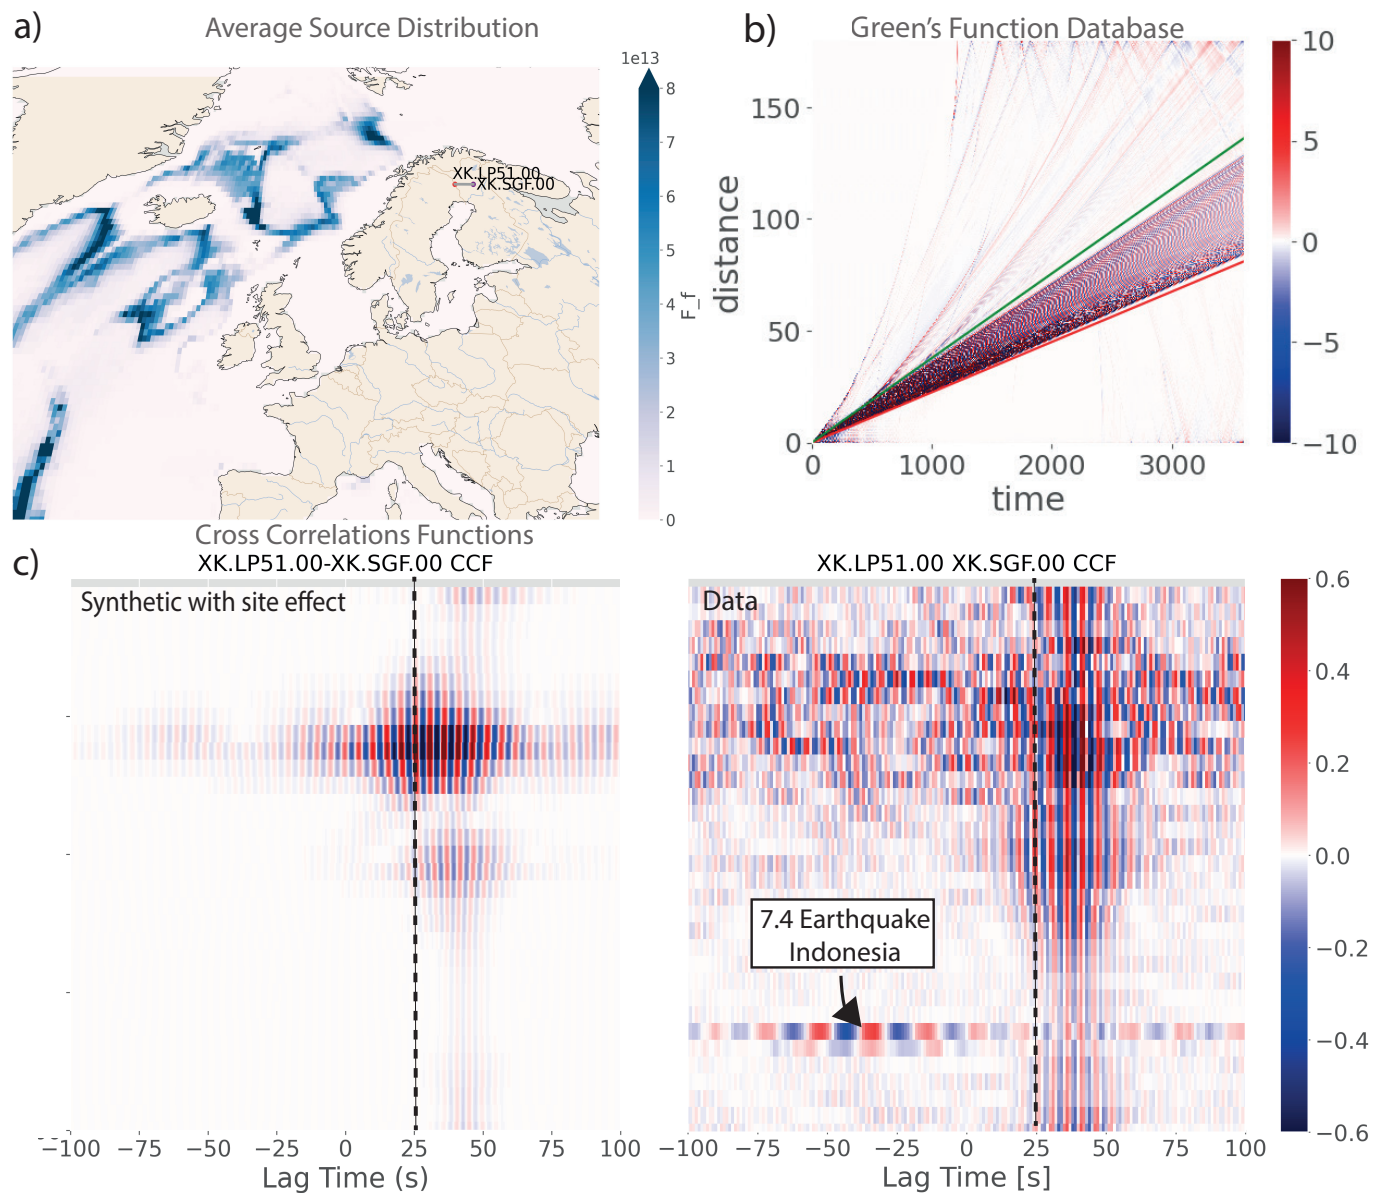 a)
Average Source Distribution
1e13
8
7
6
5
4
3
2
1
0
F_f
XK.LP51.00
XK.SGF.00
b)
Green's Function Database
150
100
50
0
distance
0
1000
2000
3000
time
10
5
0
−5
−10
c)
Cross Correlations Functions
XK.LP51.00-XK.SGF.00 CCF
Synthetic with site effect
−100
−75
−50
−25
0
25
50
75
100
Lag Time (s)
XK.LP51.00 XK.SGF.00 CCF
Data
7.4 Earthquake
Indonesia
−100
−75
−50
−25
0
25
50
75
100
Lag Time [s]
0.6
0.4
0.2
0.0
−0.2
−0.4
−0.6